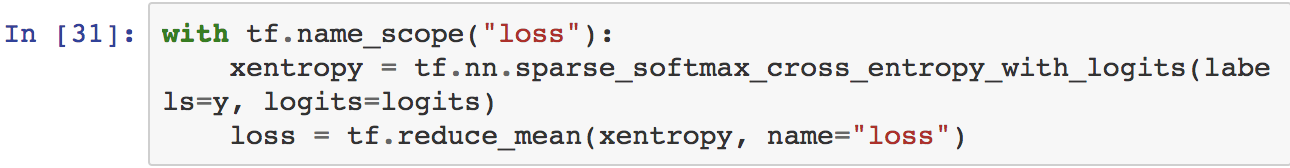 In [31]: with tf.name_scope("loss"):
    xentropy = tf.nn.sparse_softmax_cross_entropy_with_logits(labe
ls=y, logits=logits)
    loss = tf.reduce_mean(xentropy, name="loss")